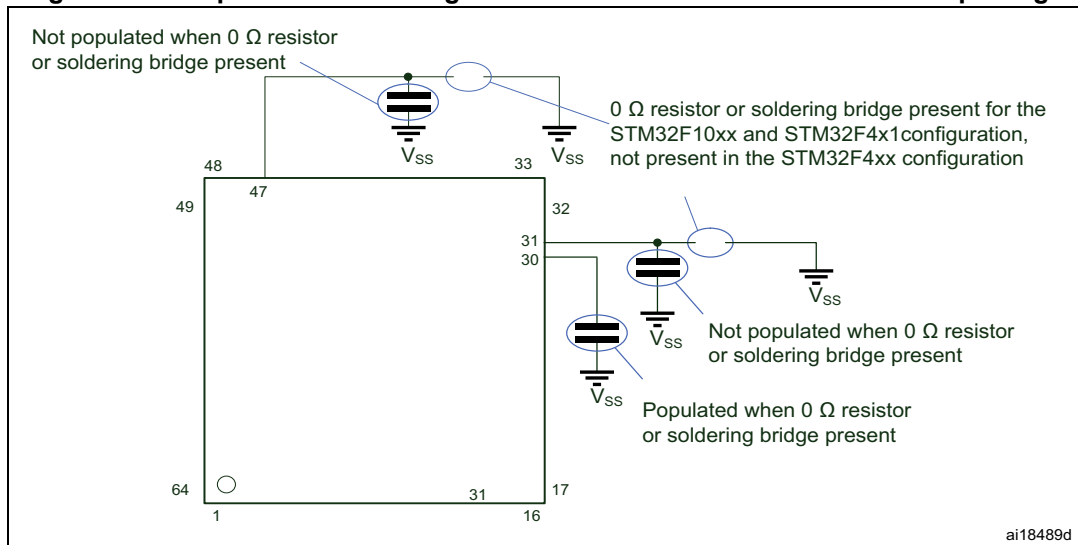 Not populated when 0 Ω resistor
or soldering bridge present
0 Ω resistor or soldering bridge present for the
STM32F10xx and STM32F4x1configuration,
not present in the STM32F4xx configuration
VSS
VSS
48
33
47
49
32
31
30
VSS
VSS
Not populated when 0 Ω resistor
or soldering bridge present
VSS
Populated when 0 Ω resistor
or soldering bridge present
64
31
17
1
16
ai18489d